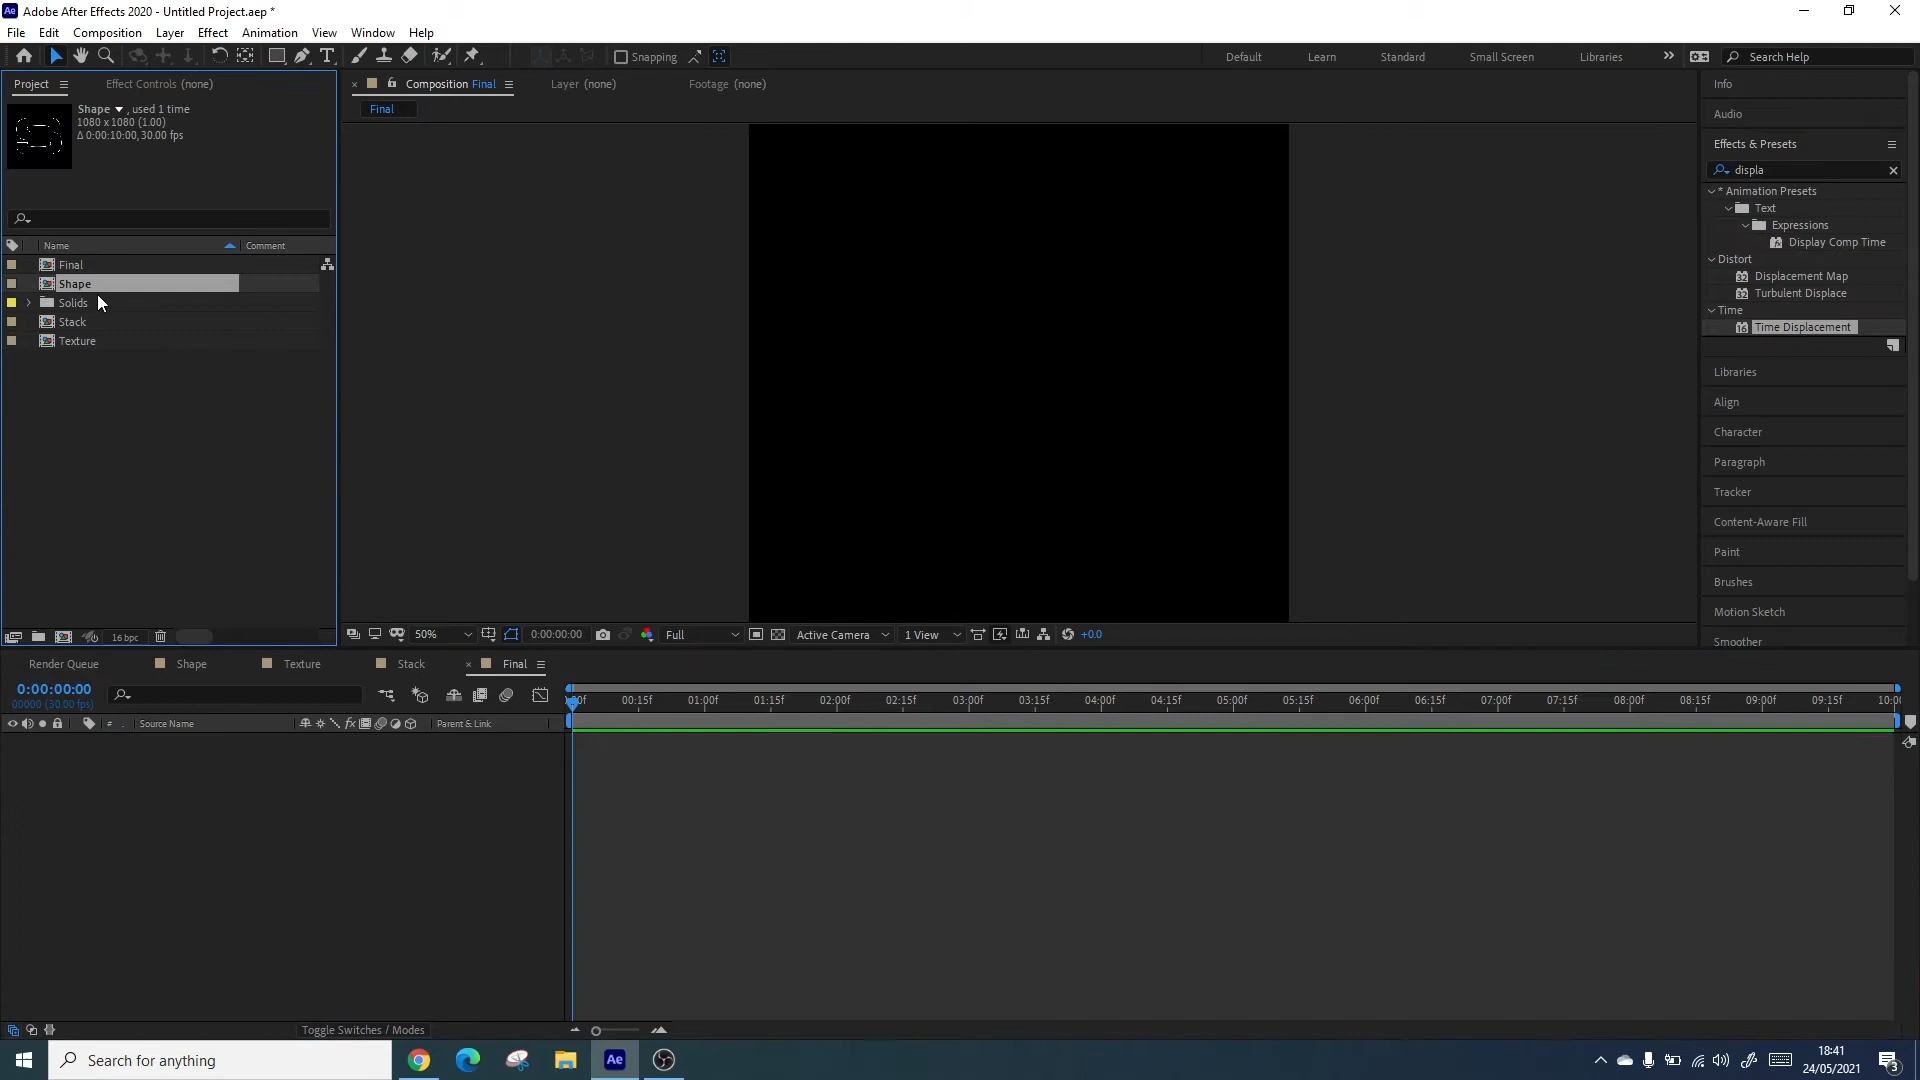 Adobe After Effects 2020 - Untitled Project.aep *
File Edit Composition Layer Effect Animation View Window Help
Snapping Default Learn Standard Small Screen Libraries Search Help
Project Effect Controls (none) Composition Final Layer (none) Footage (none) Info
Shape , used 1 time
1080 x 1080 (1.00)
Δ 0:00:10:00, 30.00 fps
Final
Audio
Effects & Presets
displa
* Animation Presets
Text
Expressions
Display Comp Time
Distort
Displacement Map
Turbulent Displace
Time
Time Displacement
Name Comment
Final
Shape
Solids
Stack
Texture
Libraries
Align
Character
Paragraph
Tracker
Content-Aware Fill
Paint
Brushes
Motion Sketch
Smoother
16 bpc 50% 0:00:00:00 Full Active Camera 1 View +0.0
Render Queue Shape Texture Stack Final
0:00:00:00
00000 (30.00 fps)
00f 00:15f 01:00f 01:15f 02:00f 02:15f 03:00f 03:15f 04:00f 04:15f 05:00f 05:15f 06:00f 06:15f 07:00f 07:15f 08:00f 08:15f 09:00f 09:15f 10:0
# . Source Name fx Parent & Link
Toggle Switches / Modes
Search for anything
Ae
18:41
24/05/2021
3